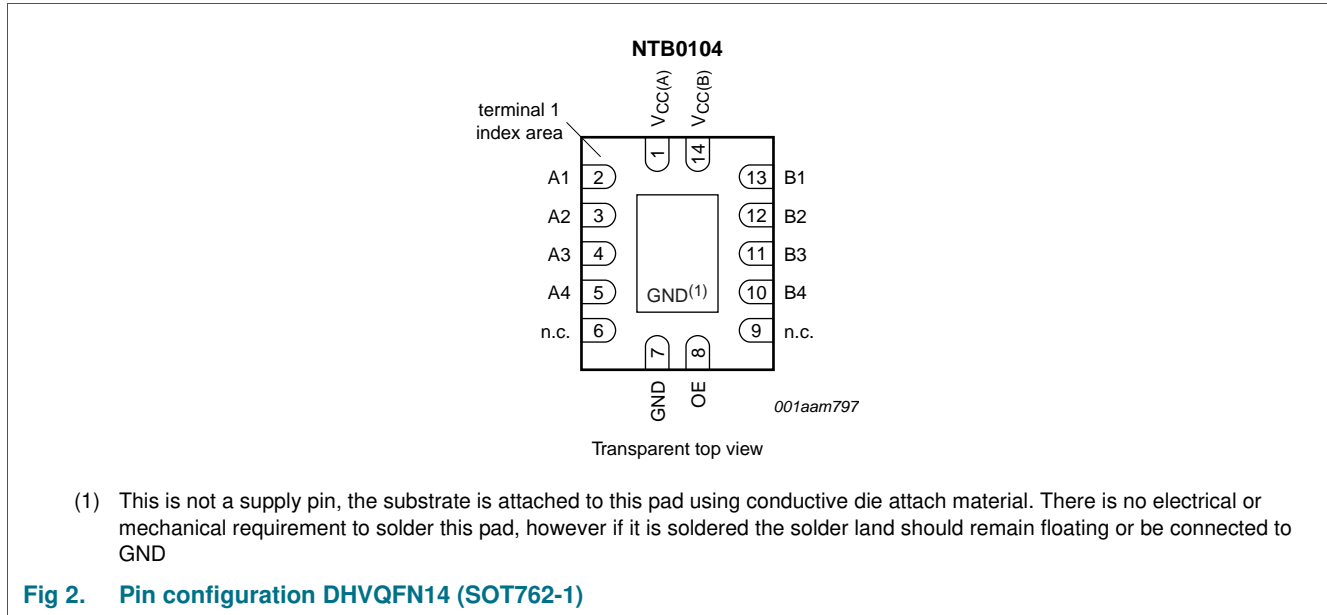 NTB0104
VCC(A)
VCC(B)
terminal 1
index area
1
14
A1 2
13 B1
A2 3
12 B2
A3 4
11 B3
A4 5
10 B4
n.c. 6
9 n.c.
GND(1)
7
8
GND
OE
001aam797
Transparent top view
(1) This is not a supply pin, the substrate is attached to this pad using conductive die attach material. There is no electrical or
mechanical requirement to solder this pad, however if it is soldered the solder land should remain floating or be connected to
GND
Fig 2. Pin configuration DHVQFN14 (SOT762-1)